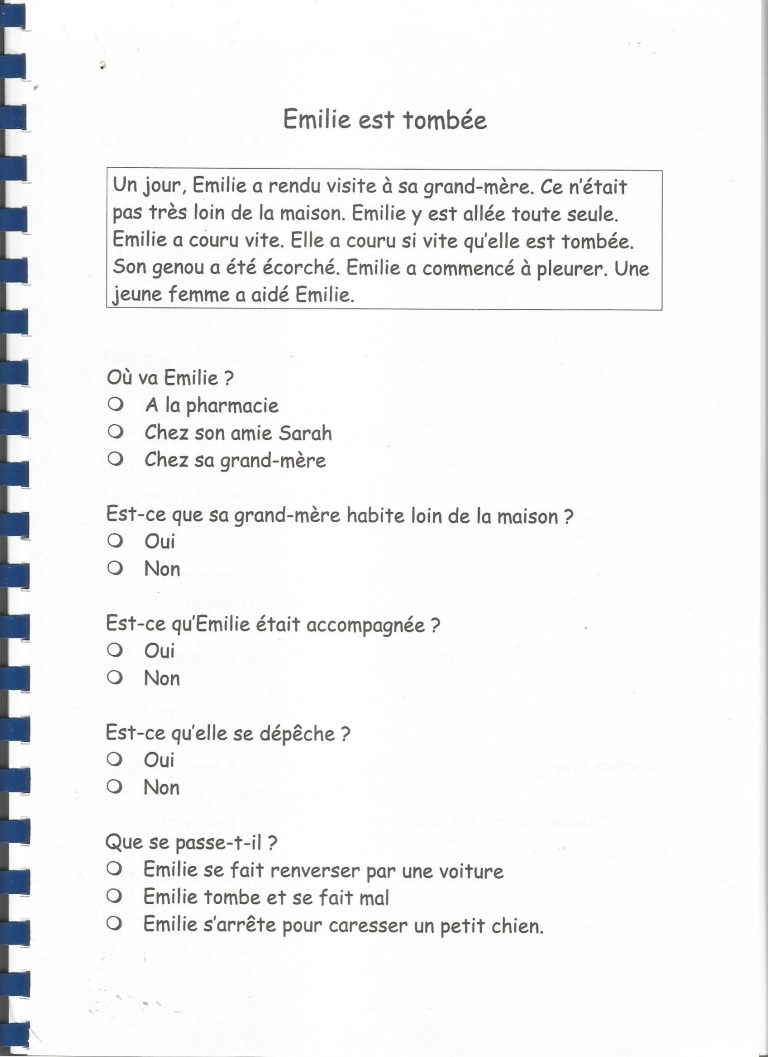 Emilie est tombée
Un jour, Emilie a rendu visite à sa grand-mère. Ce n'était
pas très loin de la maison. Emilie y est allée toute seule.
Emilie a couru vite. Elle a couru si vite qu'elle est tombée.
Son genou a été écorché. Emilie a commencé à pleurer. Une
jeune femme a aidé Emilie.
Où va Emilie ?
A la pharmacie
Chez son amie Sarah
Chez sa grand-mère
Est-ce que sa grand-mère habite loin de la maison ?
Oui
Non
Est-ce qu'Emilie était accompagnée ?
Oui
Non
Est-ce qu'elle se dépêche ?
Oui
Non
Que se passe-t-il ?
Emilie se fait renverser par une voiture
Emilie tombe et se fait mal
Emilie s'arrête pour caresser un petit chien.